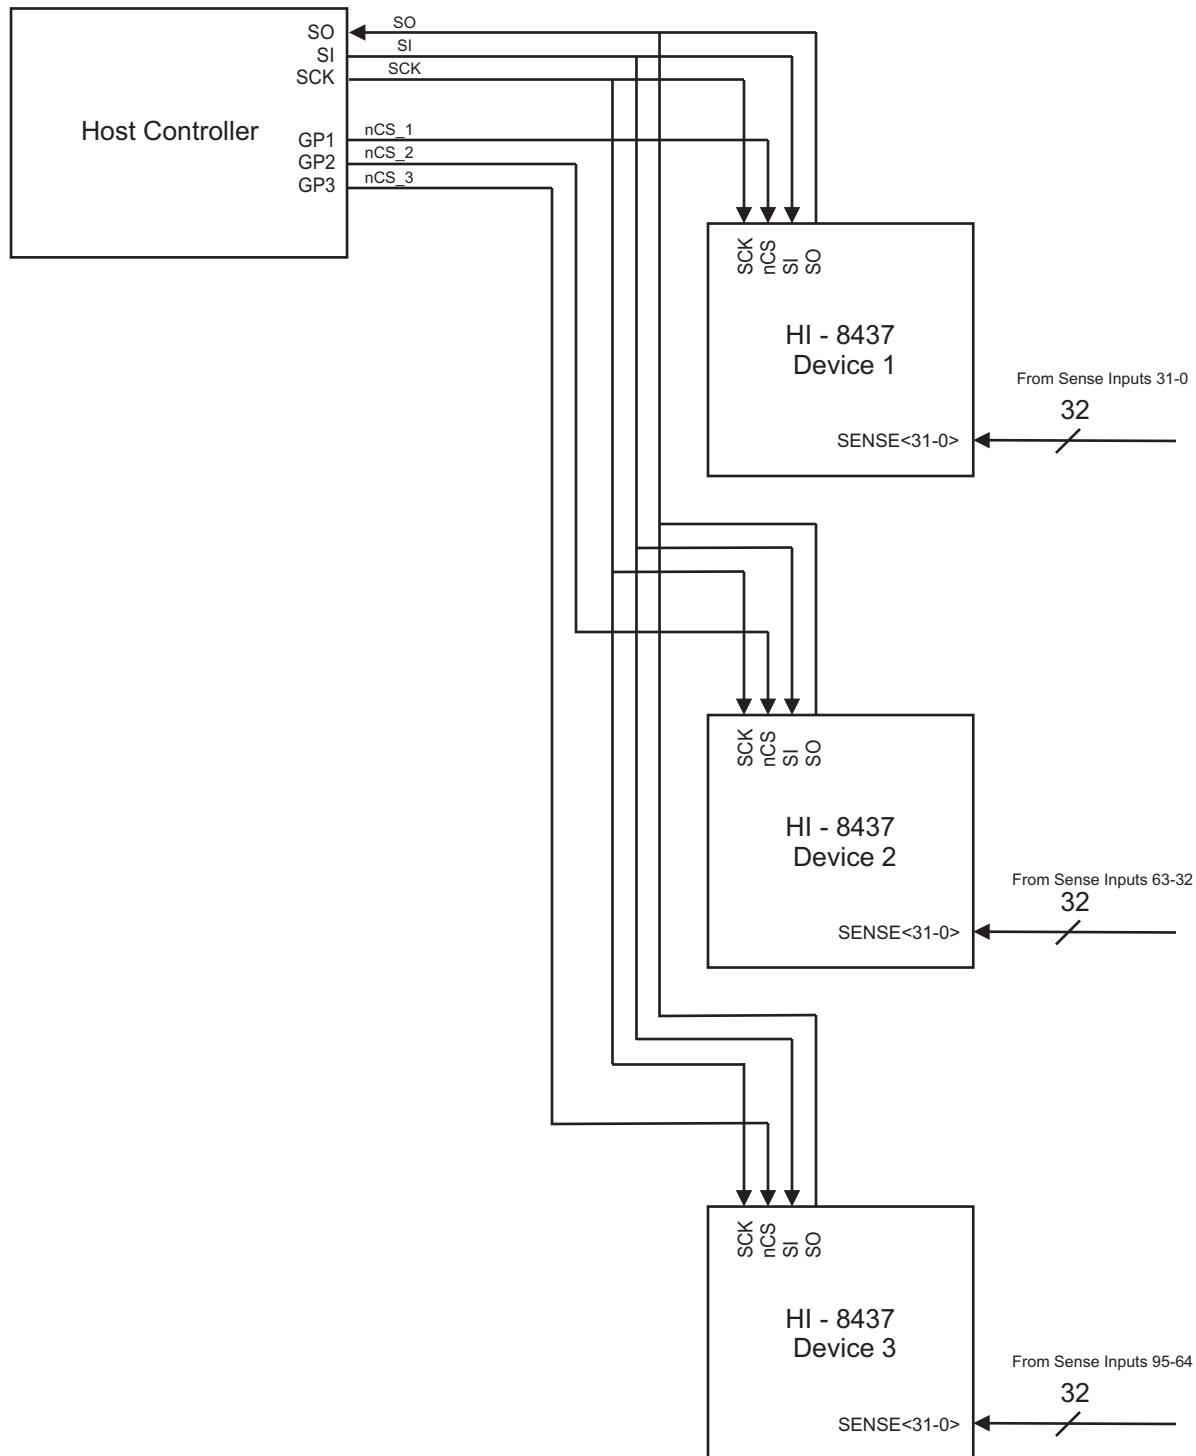 SO
SI
SCK
SO
SI
SCK
Host Controller
GP1
GP2
GP3
nCS_1
nCS_2
nCS_3
SCK
nCS
SI
SO
HI - 8437
Device 1
From Sense Inputs 31-0
32
SENSE<31-0>
SCK
nCS
SI
SO
HI - 8437
Device 2
From Sense Inputs 63-32
32
SENSE<31-0>
SCK
nCS
SI
SO
HI - 8437
Device 3
From Sense Inputs 95-64
32
SENSE<31-0>